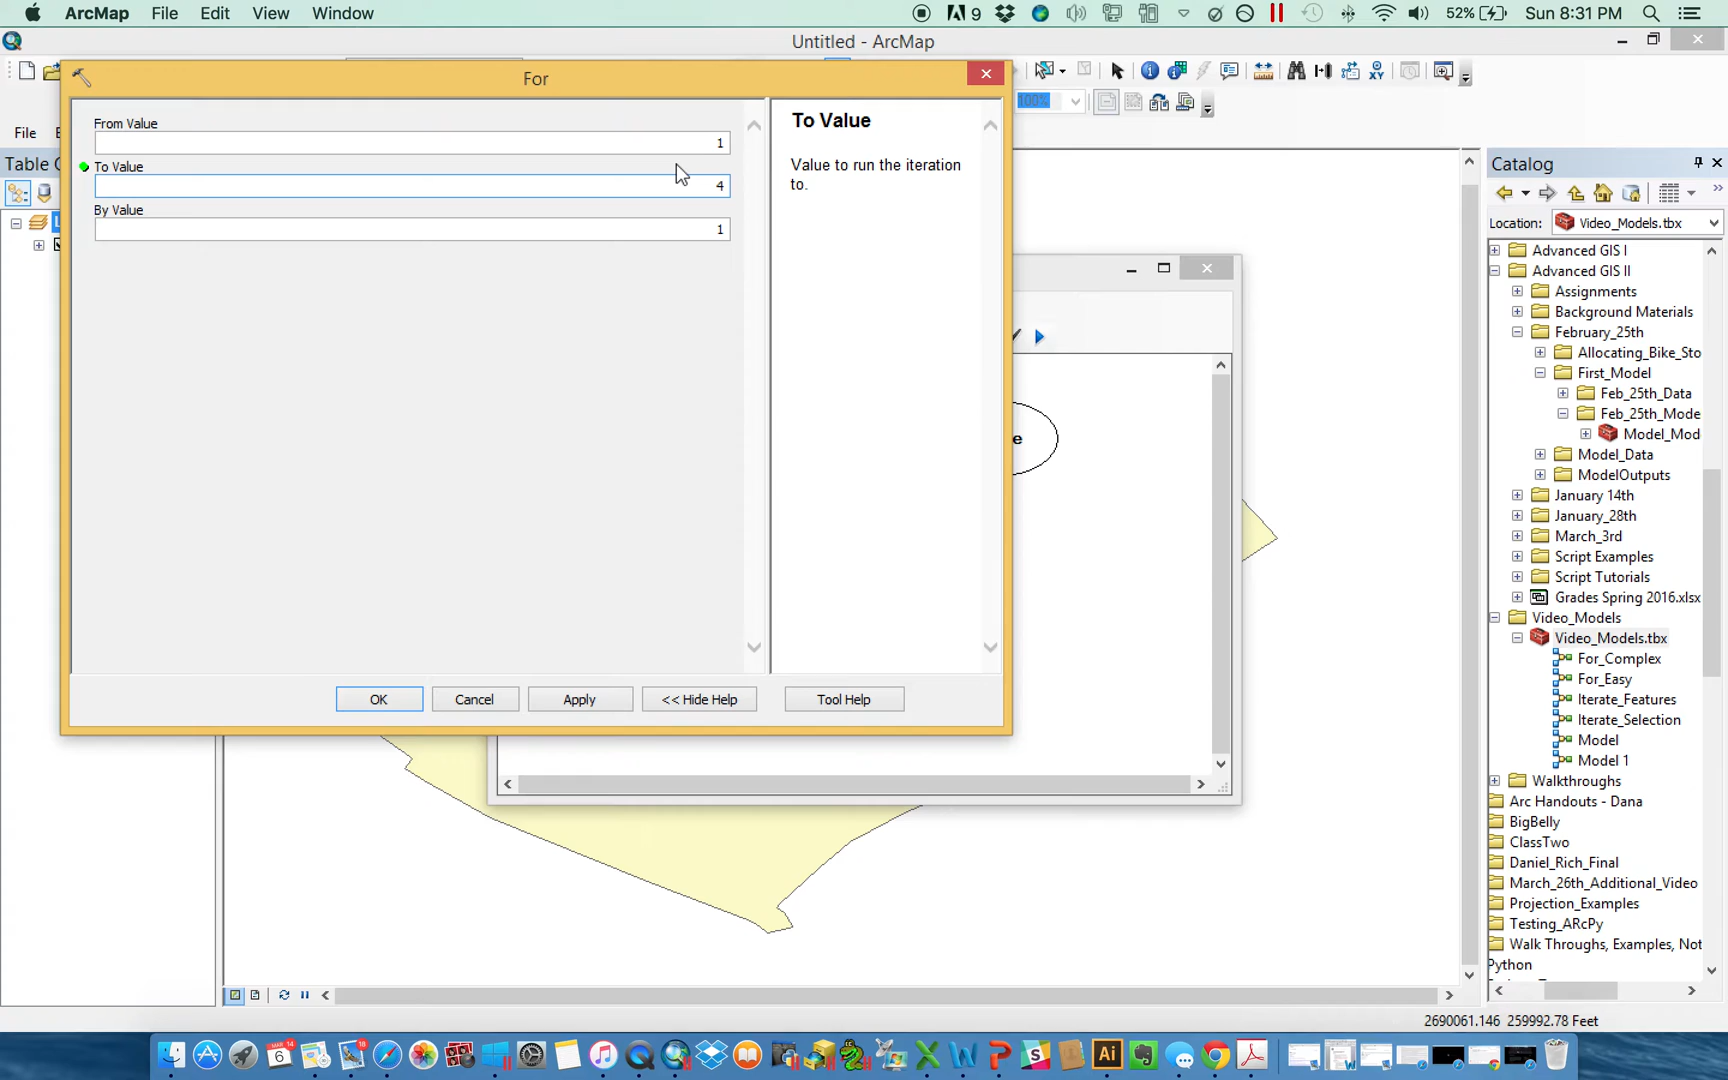 ArcMap File Edit View Window 9 52% Sun 8:31 PM
Untitled - ArcMap
For
100%
File
Table
From Value
1
To Value
4
By Value
1
To Value
Value to run the iteration
to.
OK Cancel Apply << Hide Help Tool Help
e
Catalog
Location: Video_Models.tbx
Advanced GIS I
Advanced GIS II
Assignments
Background Materials
February_25th
Allocating_Bike_Sto
First_Model
Feb_25th_Data
Feb_25th_Mode
Model_Mod
Model_Data
ModelOutputs
January 14th
January_28th
March_3rd
Script Examples
Script Tutorials
Grades Spring 2016.xlsx
Video_Models
Video_Models.tbx
For_Complex
For_Easy
Iterate_Features
Iterate_Selection
Model
Model 1
Walkthroughs
Arc Handouts - Dana
BigBelly
ClassTwo
Daniel_Rich_Final
March_26th_Additional_Video
Projection_Examples
Testing_ARcPy
Walk Throughs, Examples, Not
Python
2690061.146 259992.78 Feet